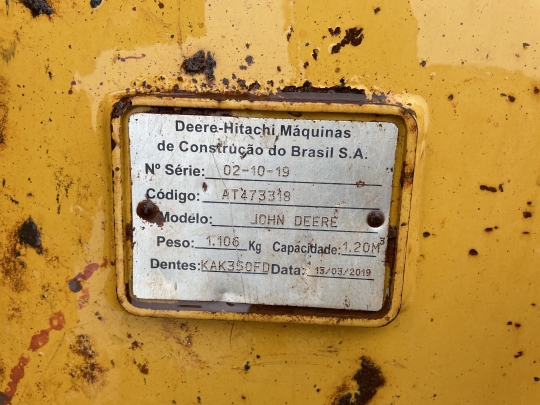 Deere-Hitachi Máquinas
de Construção do Brasil S.A.
Nº Série: 02-10-19
Código: AT473318
Modelo: JOHN DEERE
Peso: 1.106 Kg Capacidade: 1.20M³
Dentes: KAK350FD Data: 13/03/2019